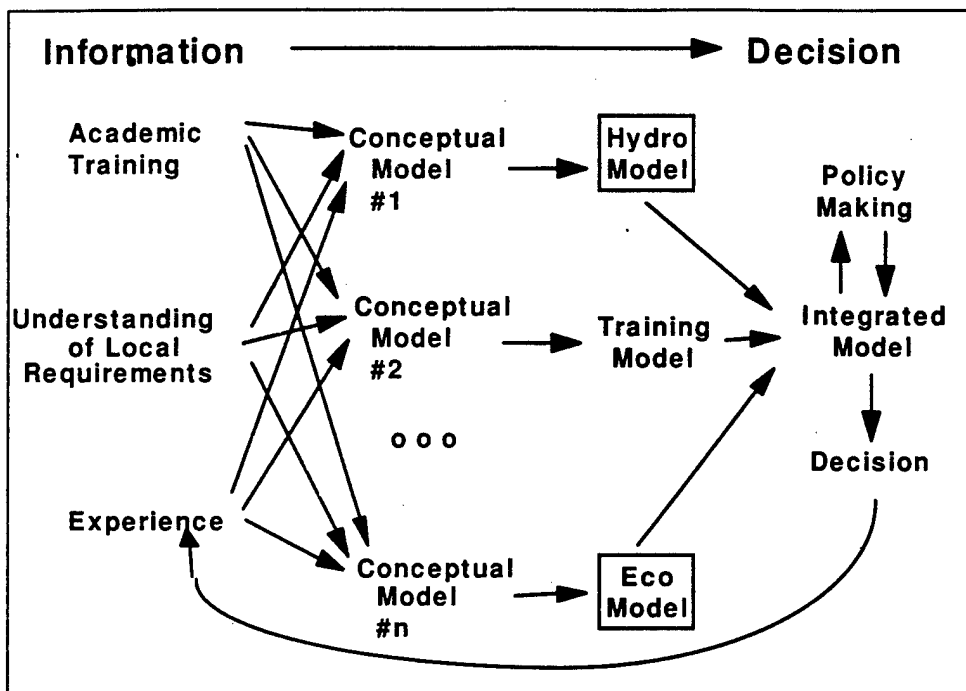 Information
Decision
Academic
Training
Conceptual
Model
#1
Hydro
Model
Policy
Making
Understanding
of Local
Requirements
Conceptual
Model
#2
Training
Model
Integrated
Model
o o o
Decision
Experience
Conceptual
Model
#n
Eco
Model